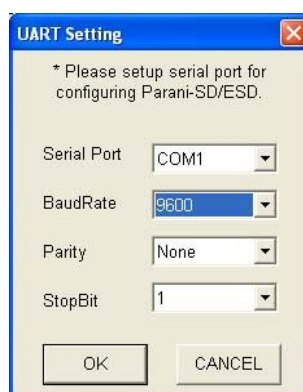 UART Setting
* Please setup serial port for
configuring Parani-SD/ESD.
Serial Port COM1
BaudRate 9600
Parity None
StopBit 1
OK CANCEL